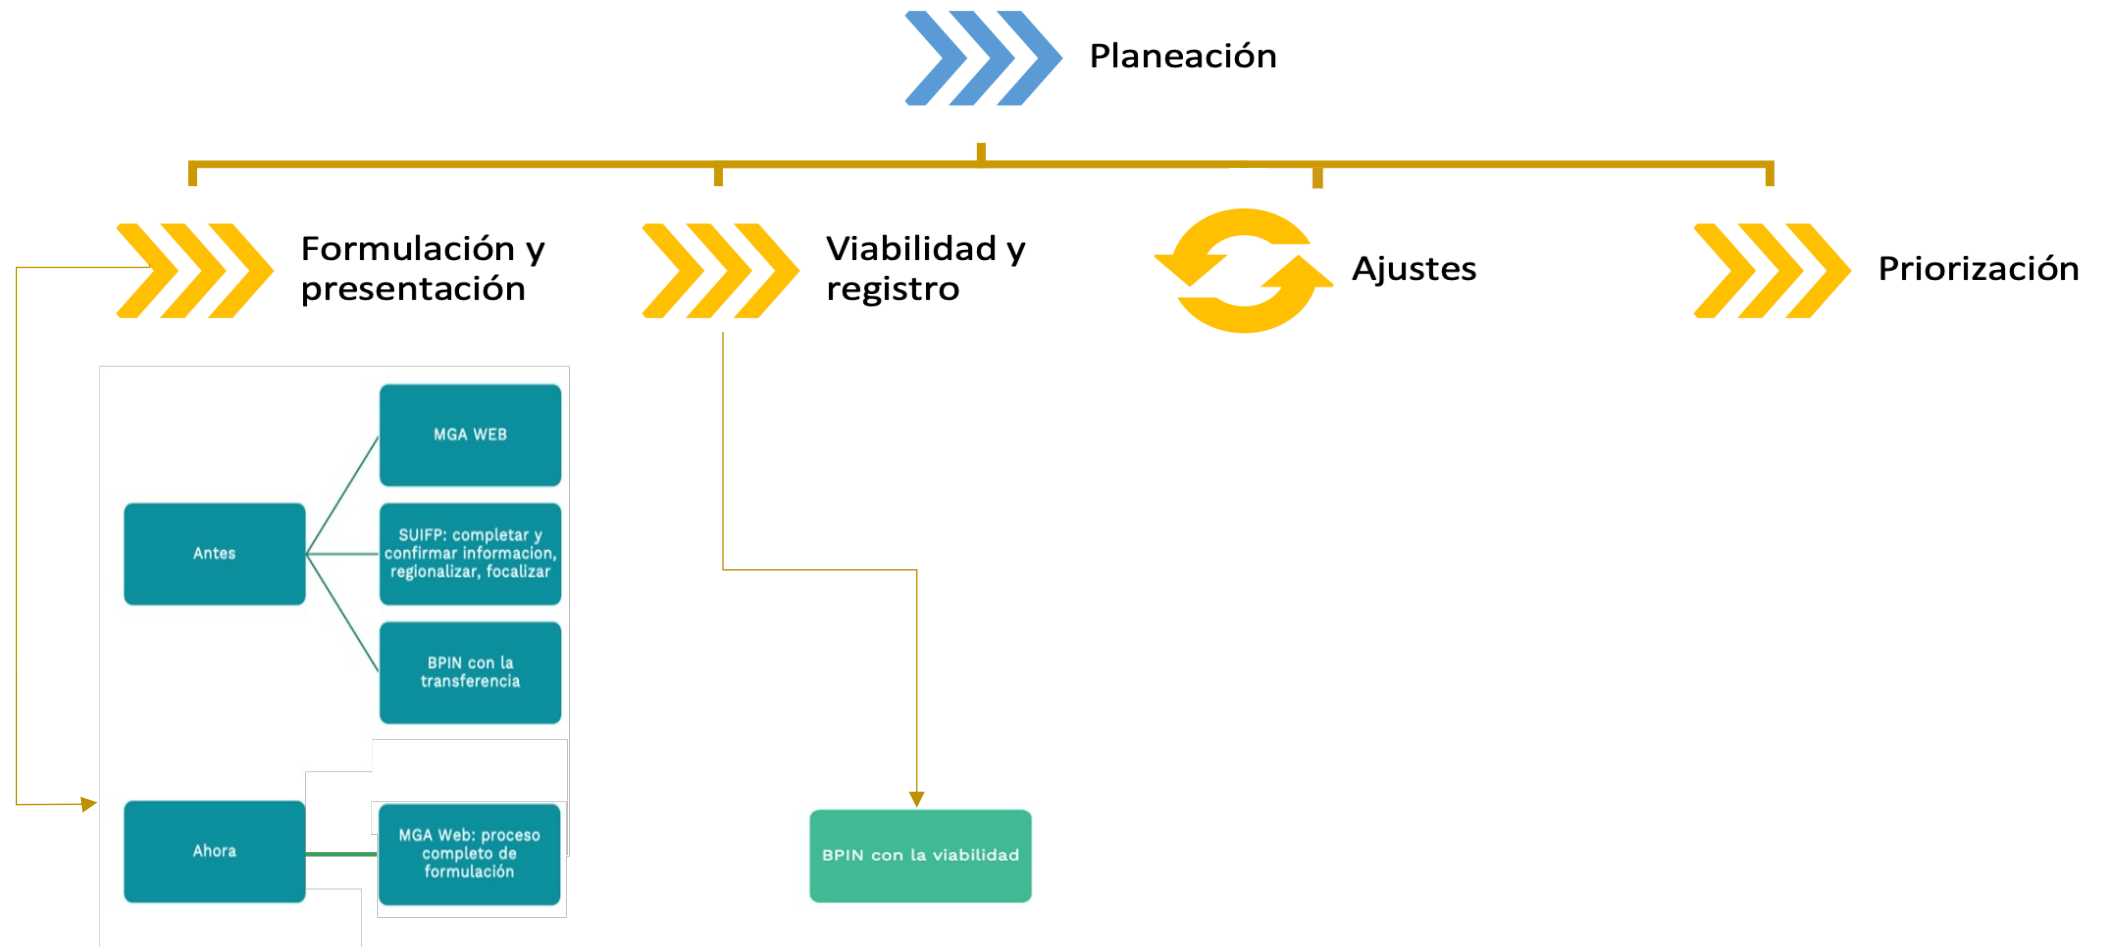 Planeación
Formulación y
presentación
Viabilidad y
registro
Ajustes
Priorización
MGA WEB
Antes
SUIFP: completar y
confirmar informacion,
regionalizar, focalizar
BPIN con la
transferencia
Ahora
MGA Web: proceso
completo de
formulación
BPIN con la viabilidad